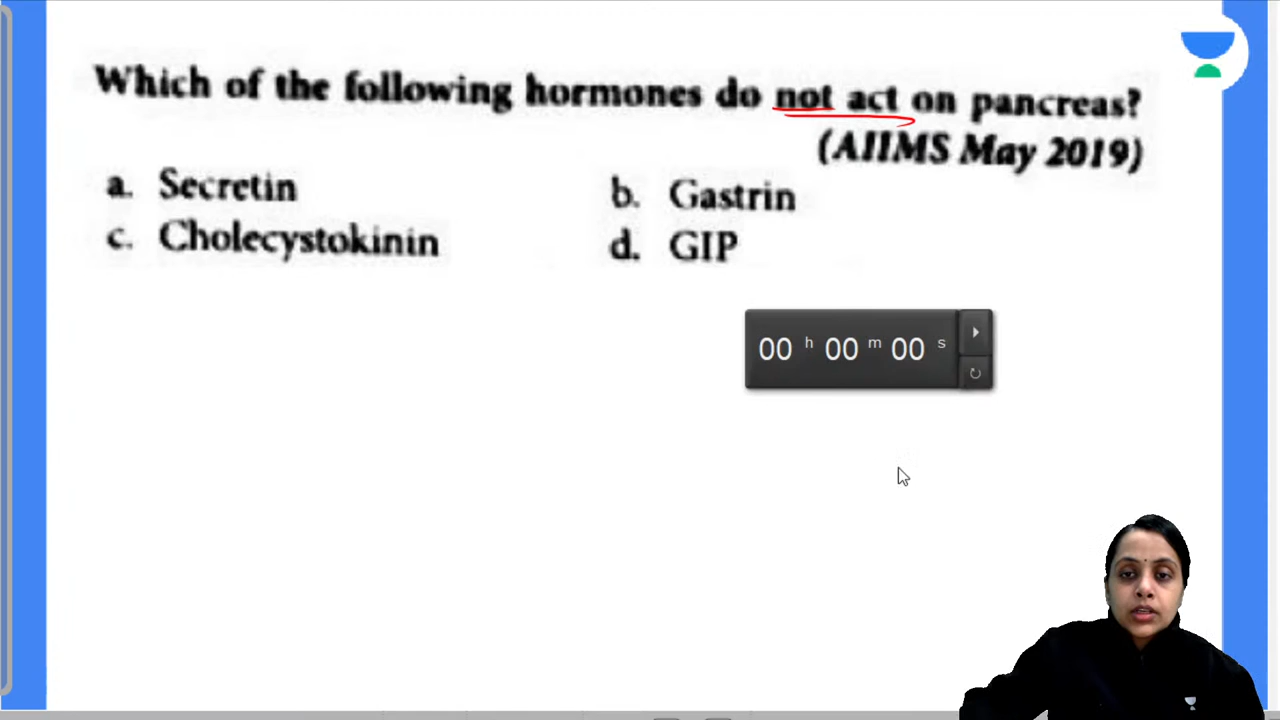 Which of the following hormones do not act on pancreas?
(AIIMS May 2019)
a. Secretin b. Gastrin
c. Cholecystokinin d. GIP
00 h 00 m 00 s